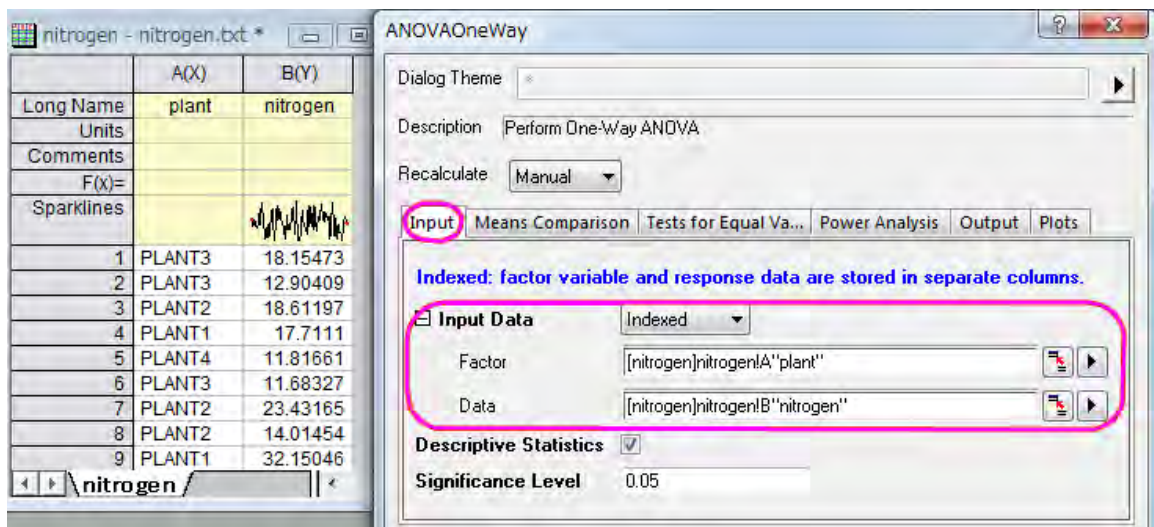 nitrogen - nitrogen.txt *
A(X) B(Y)
Long Name plant nitrogen
Units
Comments
F(x)=
Sparklines
1 PLANT3 18.15473
2 PLANT3 12.90409
3 PLANT2 18.61197
4 PLANT1 17.7111
5 PLANT4 11.81661
6 PLANT3 11.68327
7 PLANT2 23.43165
8 PLANT2 14.01454
9 PLANT1 32.15046
nitrogen
ANOVAOneWay
Dialog Theme *
Description Perform One-Way ANOVA
Recalculate Manual
Input Means Comparison Tests for Equal Va... Power Analysis Output Plots
Indexed: factor variable and response data are stored in separate columns.
Input Data Indexed
Factor [nitrogen]nitrogen!A"plant"
Data [nitrogen]nitrogen!B"nitrogen"
Descriptive Statistics
Significance Level 0.05